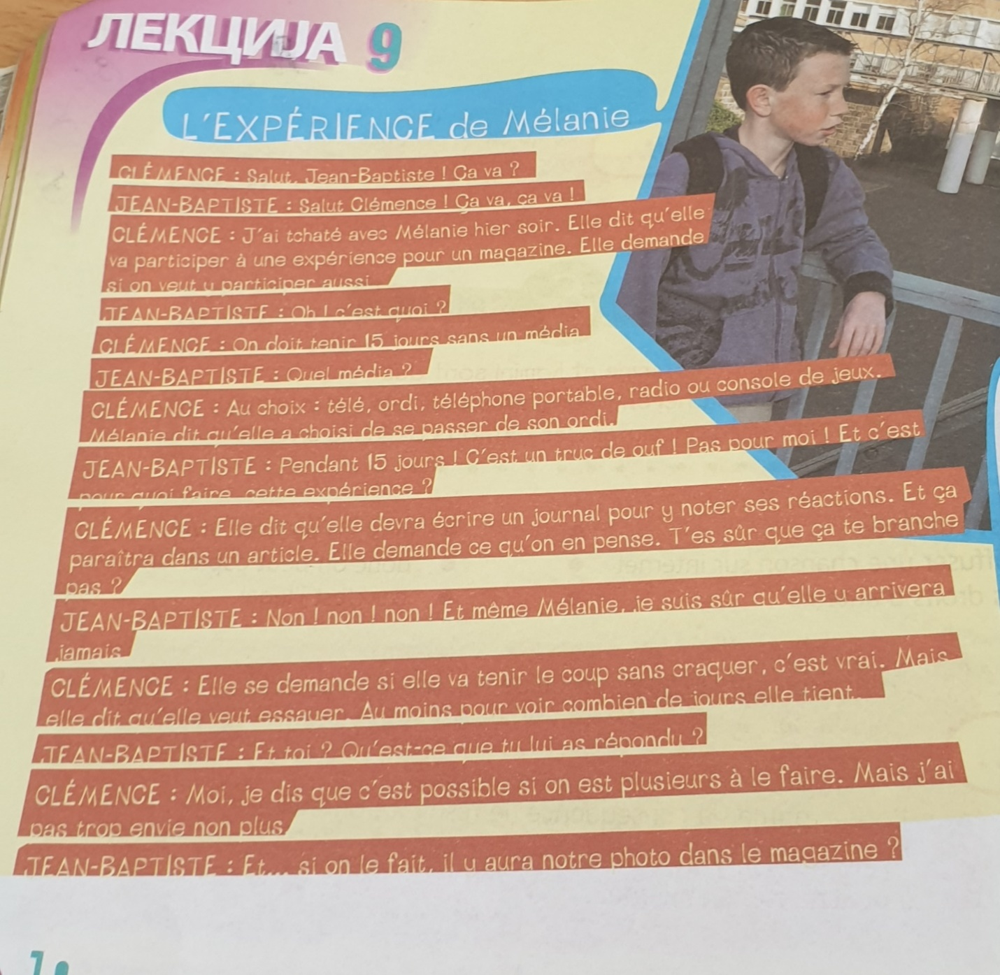 ЛЕКЦИЈА 9
L'EXPÉRIENCE de Mélanie
CLÉMENCE : Salut, Jean-Baptiste ! Ça va ?
JEAN-BAPTISTE : Salut Clémence ! Ça va, ça va !
CLÉMENCE : J'ai tchaté avec Mélanie hier soir. Elle dit qu'elle
va participer à une expérience pour un magazine. Elle demande
si on veut y participer aussi.
JEAN-BAPTISTE : Oh ! c'est quoi ?
CLÉMENCE : On doit tenir 15 jours sans un média.
JEAN-BAPTISTE : Quel média ?
CLÉMENCE : Au choix : télé, ordi, téléphone portable, radio ou console de jeux.
Mélanie dit qu'elle a choisi de se passer de son ordi.
JEAN-BAPTISTE : Pendant 15 jours ! C'est un truc de ouf ! Pas pour moi ! Et c'est
pour quoi faire, cette expérience ?
CLÉMENCE : Elle dit qu'elle devra écrire un journal pour y noter ses réactions. Et ça
paraîtra dans un article. Elle demande ce qu'on en pense. T'es sûr que ça te branche
pas ?
JEAN-BAPTISTE : Non ! non ! non ! Et même Mélanie, je suis sûr qu'elle y arrivera
jamais.
CLÉMENCE : Elle se demande si elle va tenir le coup sans craquer, c'est vrai. Mais
elle dit qu'elle veut essayer. Au moins pour voir combien de jours elle tient.
JEAN-BAPTISTE : Et toi ? Qu'est-ce que tu lui as répondu ?
CLÉMENCE : Moi, je dis que c'est possible si on est plusieurs à le faire. Mais j'ai
pas trop envie non plus.
JEAN-BAPTISTE : Et... si on le fait, il y aura notre photo dans le magazine ?